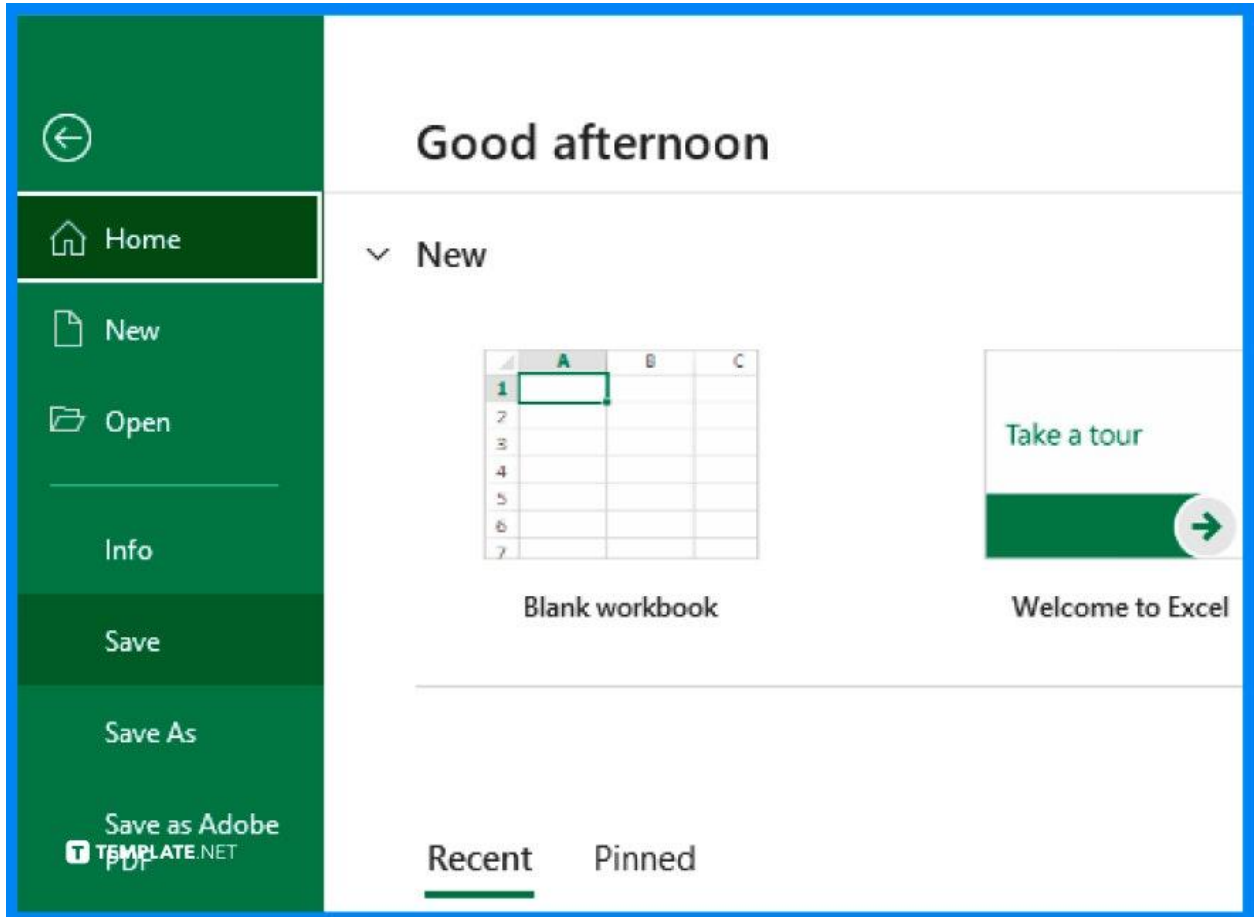 Good afternoon
Home
New
Open
Info
Save
Save As
Save as Adobe
PDF
TEMPLATE.NET
New
A B C
1
2
3
4
5
6
7
Blank workbook
Take a tour
Welcome to Excel
Recent Pinned